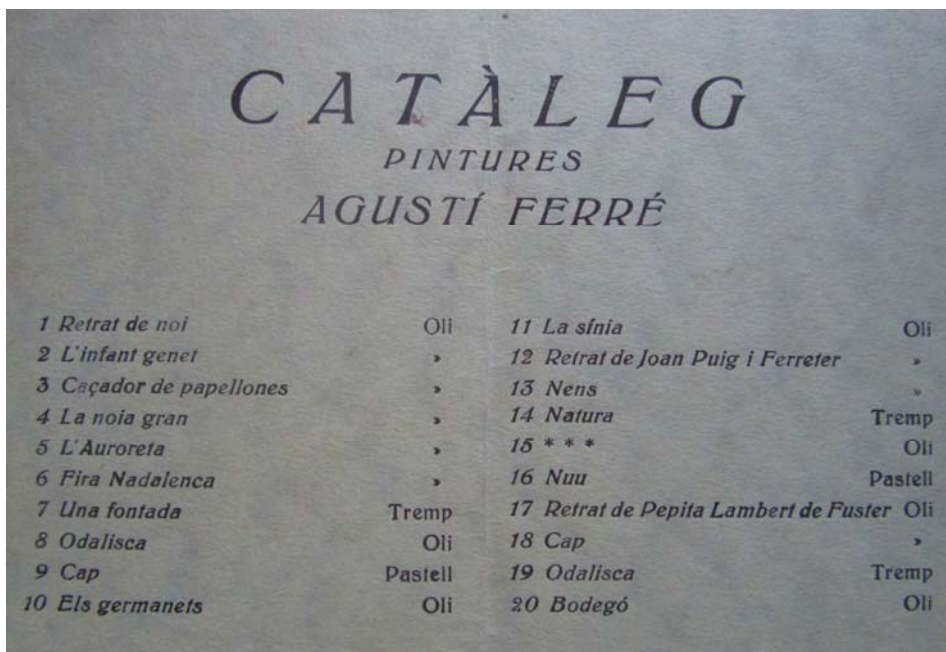 CATÀLEG
PINTURES
AGUSTÍ FERRÉ
1 Retrat de noi Oli
2 L'infant genet »
3 Caçador de papellones »
4 La noia gran »
5 L'Auroreta »
6 Fira Nadalenca »
7 Una fontada Tremp
8 Odalisca Oli
9 Cap Pastell
10 Els germanets Oli
11 La sínia Oli
12 Retrat de Joan Puig i Ferreter »
13 Nens »
14 Natura Tremp
15 * * * Oli
16 Nuu Pastell
17 Retrat de Pepita Lambert de Fuster Oli
18 Cap »
19 Odalisca Tremp
20 Bodegó Oli